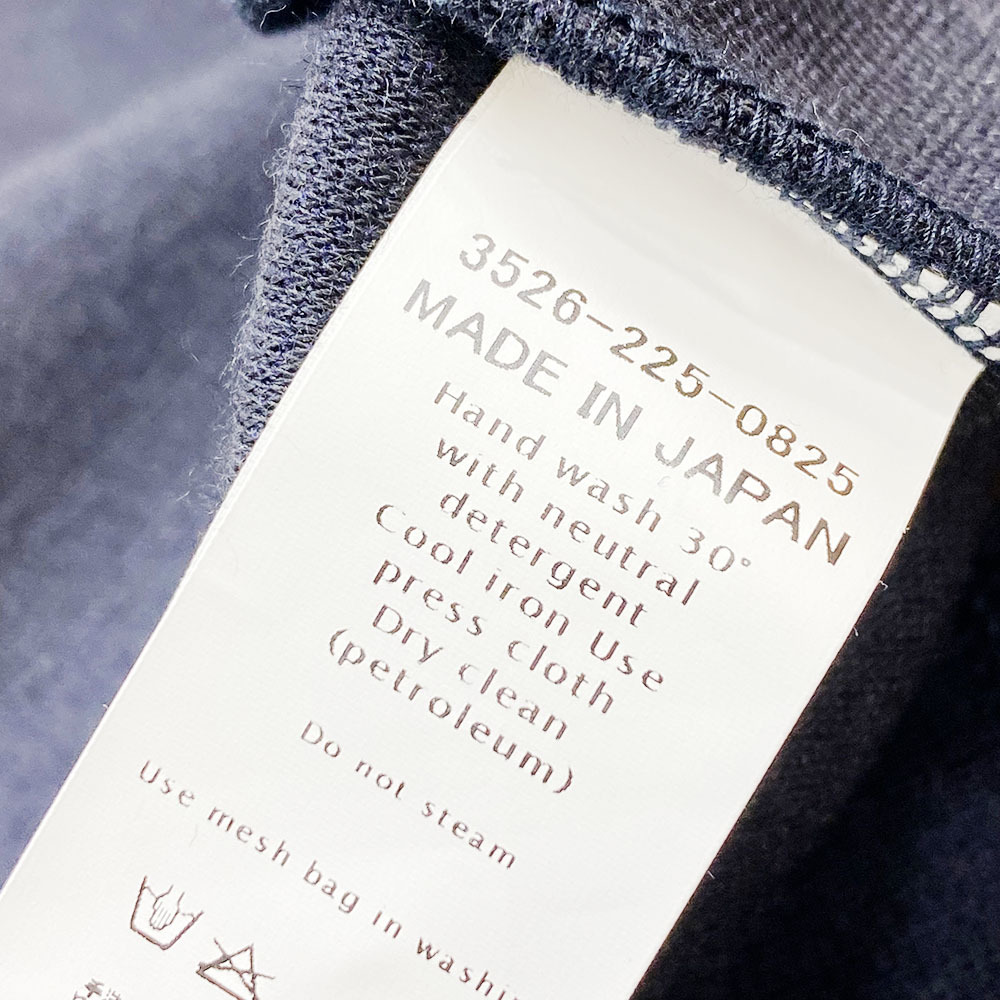 3526-225-0825
MADE IN JAPAN
Hand wash 30°
with neutral
detergent
Cool iron Use
press cloth
Dry clean
(petroleum)
Do not steam
Use mesh bag in washi